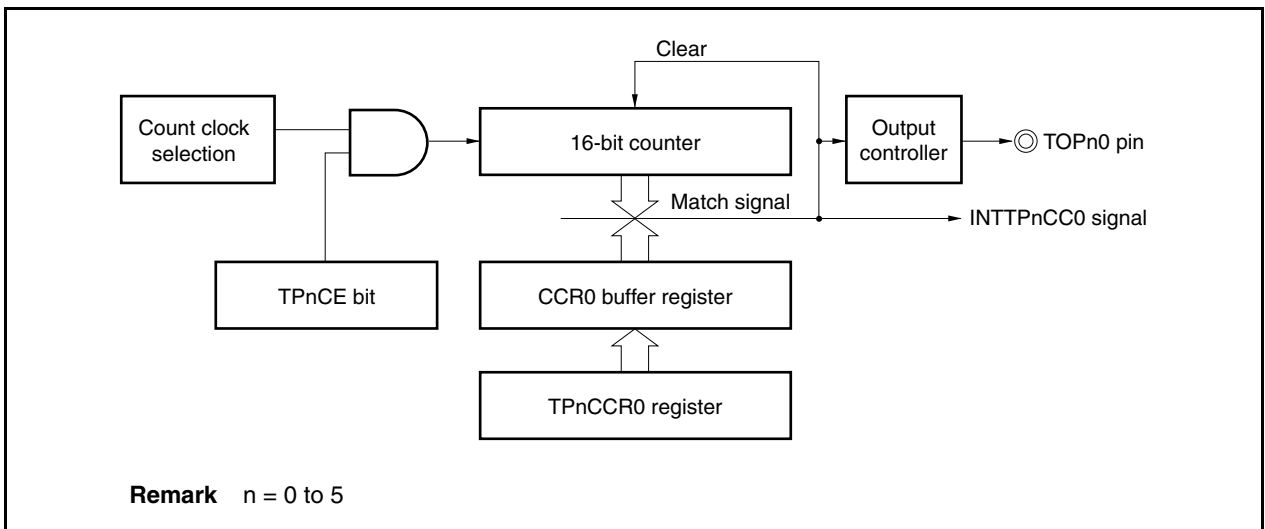 Clear
Count clock
selection
16-bit counter
Output
controller
TOPn0 pin
Match signal
INTTPnCC0 signal
TPnCE bit
CCR0 buffer register
TPnCCR0 register
Remark n = 0 to 5